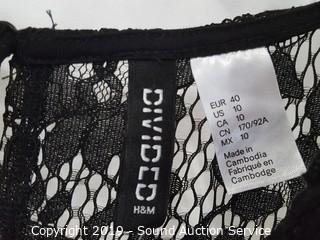 DIVIDED
H&M
EUR 40
US 10
CA 10
CN 170/92A
MX 10
Made in
Cambodia
Fabriqué en
Cambodge
Copyright 2019 - Sound Auction Service